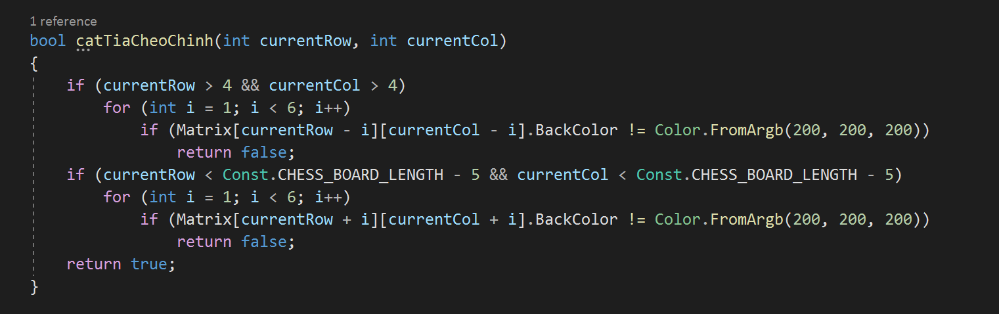 1 reference
bool catTiaCheoChinh(int currentRow, int currentCol)
{
if (currentRow > 4 && currentCol > 4)
for (int i = 1; i < 6; i++)
if (Matrix[currentRow - i][currentCol - i].BackColor != Color.FromArgb(200, 200, 200))
return false;
if (currentRow < Const.CHESS_BOARD_LENGTH - 5 && currentCol < Const.CHESS_BOARD_LENGTH - 5)
for (int i = 1; i < 6; i++)
if (Matrix[currentRow + i][currentCol + i].BackColor != Color.FromArgb(200, 200, 200))
return false;
return true;
}